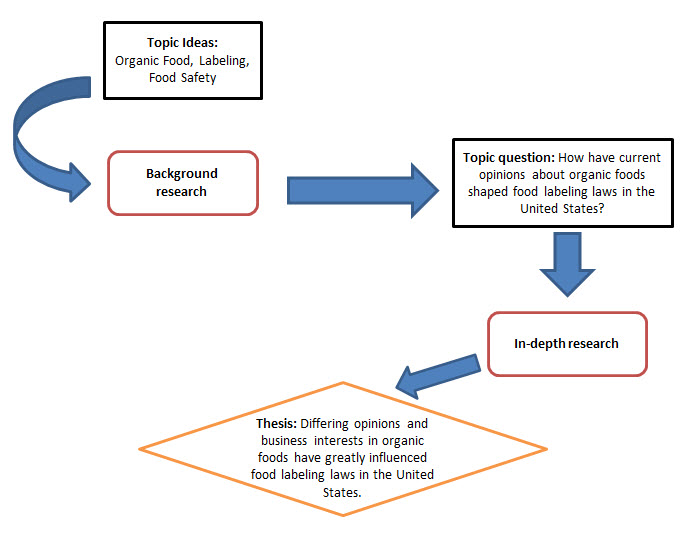 Topic Ideas:
Organic Food, Labeling,
Food Safety
Background
research
Topic question: How have current
opinions about organic foods
shaped food labeling laws in the
United States?
In-depth research
Thesis: Differing opinions and
business interests in organic
foods have greatly influenced
food labeling laws in the United
States.